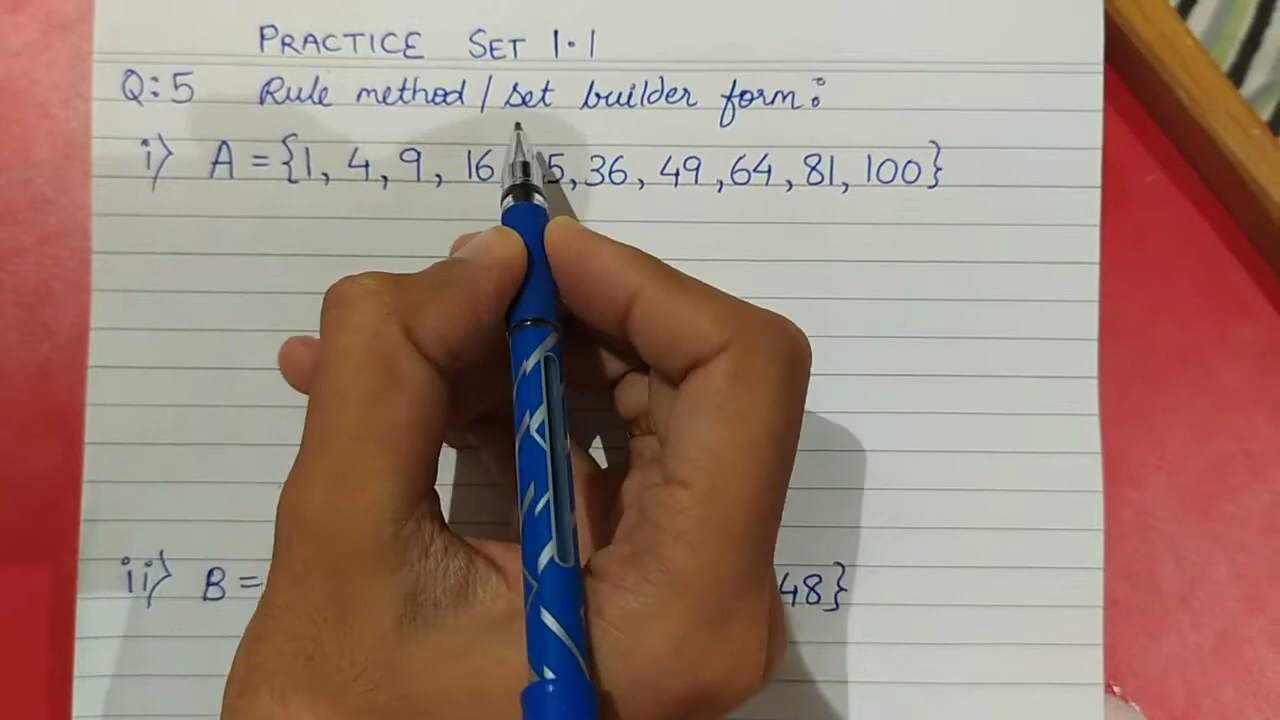 PRACTICE SET 1.1
Q:5 Rule method / set builder form:
i) A = {1, 4, 9, 16 5, 36, 49, 64, 81, 100}
ii) B = 48}